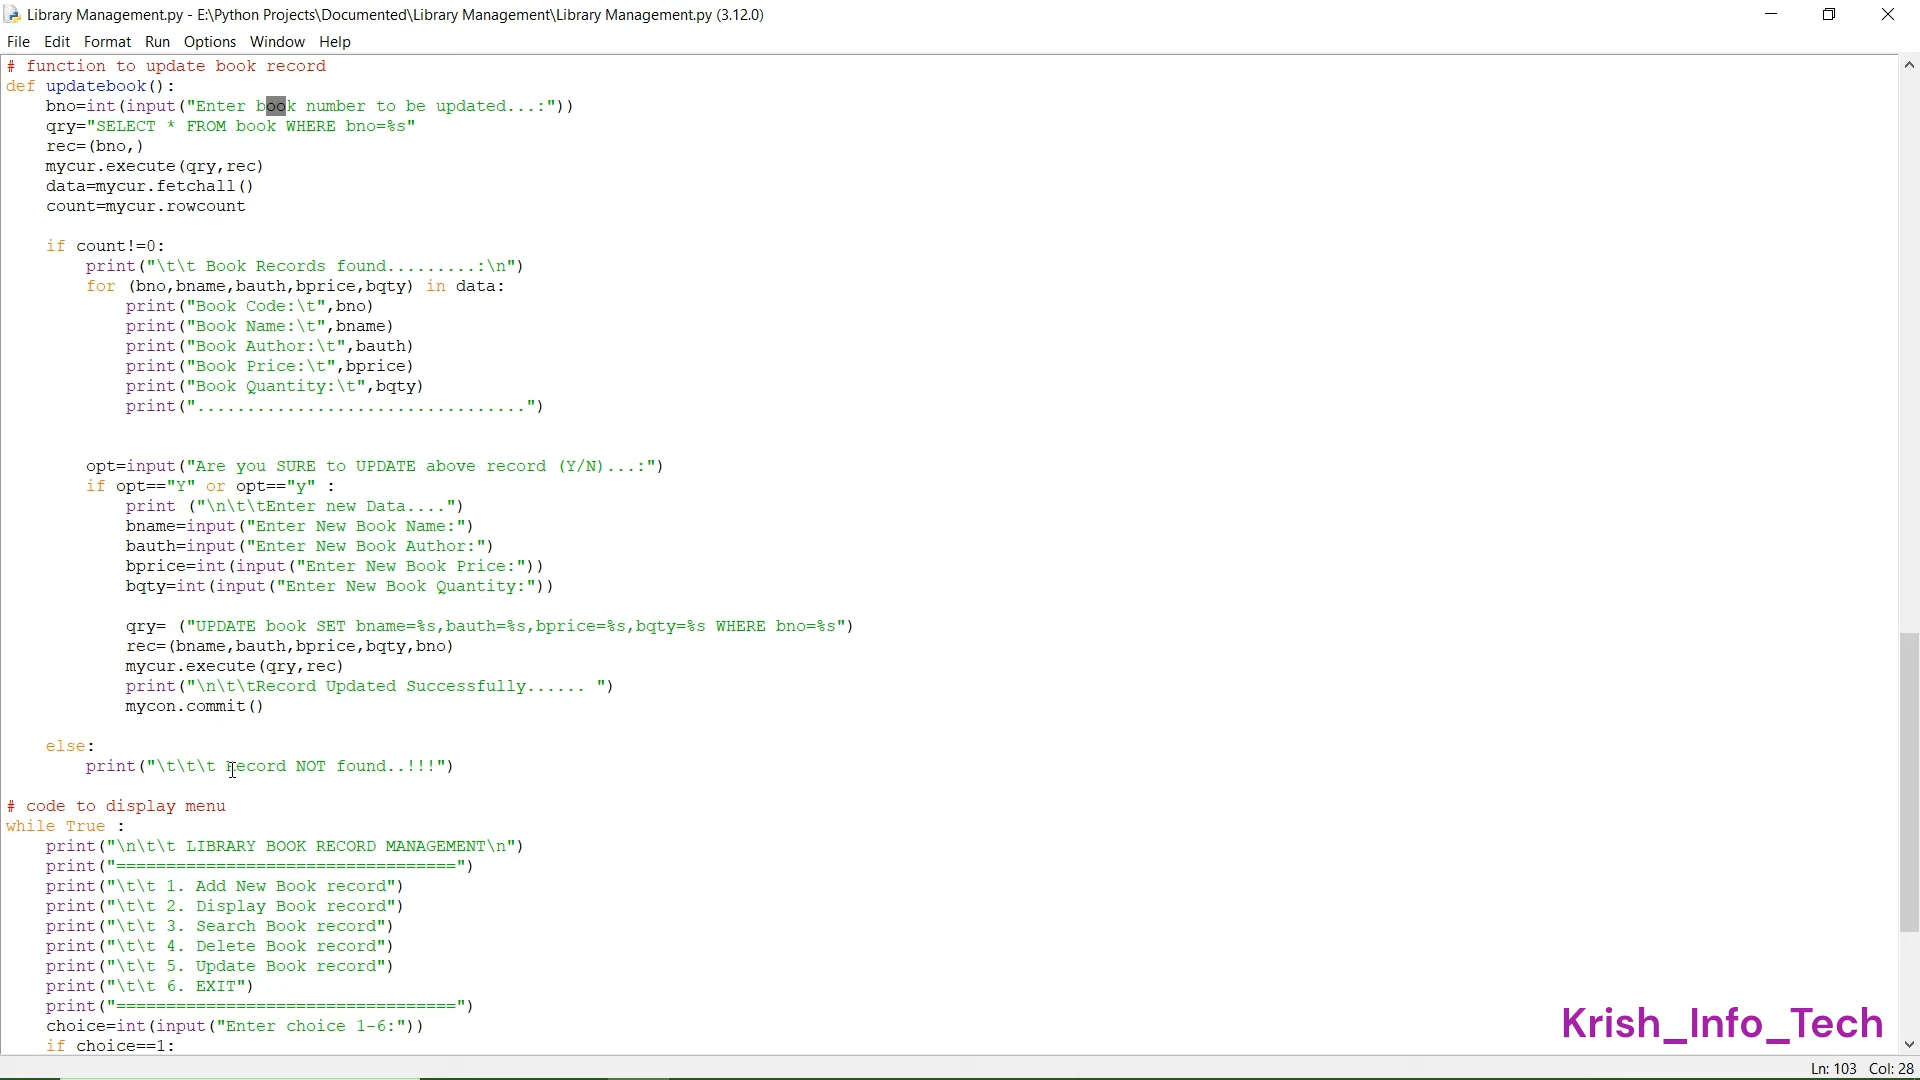 Library Management.py - E:\Python Projects\Documented\Library Management\Library Management.py (3.12.0)
File Edit Format Run Options Window Help
# function to update book record
def updatebook():
    bno=int(input("Enter book number to be updated...:"))
    qry="SELECT * FROM book WHERE bno=%s"
    rec=(bno,)
    mycur.execute(qry,rec)
    data=mycur.fetchall()
    count=mycur.rowcount
    if count!=0:
        print("\t\t Book Records found.........:\n")
        for (bno,bname,bauth,bprice,bqty) in data:
            print("Book Code:\t",bno)
            print("Book Name:\t",bname)
            print("Book Author:\t",bauth)
            print("Book Price:\t",bprice)
            print("Book Quantity:\t",bqty)
            print(".................................")
        opt=input("Are you SURE to UPDATE above record (Y/N)...:")
        if opt=="Y" or opt=="y" :
            print ("\n\t\tEnter new Data....")
            bname=input("Enter New Book Name:")
            bauth=input("Enter New Book Author:")
            bprice=int(input("Enter New Book Price:"))
            bqty=int(input("Enter New Book Quantity:"))
            qry= ("UPDATE book SET bname=%s,bauth=%s,bprice=%s,bqty=%s WHERE bno=%s")
            rec=(bname,bauth,bprice,bqty,bno)
            mycur.execute(qry,rec)
            print("\n\t\tRecord Updated Successfully...... ")
            mycon.commit()
    else:
        print("\t\t\t Record NOT found..!!!")
# code to display menu
while True :
    print("\n\t\t LIBRARY BOOK RECORD MANAGEMENT\n")
    print("==================================")
    print("\t\t 1. Add New Book record")
    print("\t\t 2. Display Book record")
    print("\t\t 3. Search Book record")
    print("\t\t 4. Delete Book record")
    print("\t\t 5. Update Book record")
    print("\t\t 6. EXIT")
    print("==================================")
    choice=int(input("Enter choice 1-6:"))
    if choice==1:
Krish_Info_Tech
Ln: 103 Col: 28